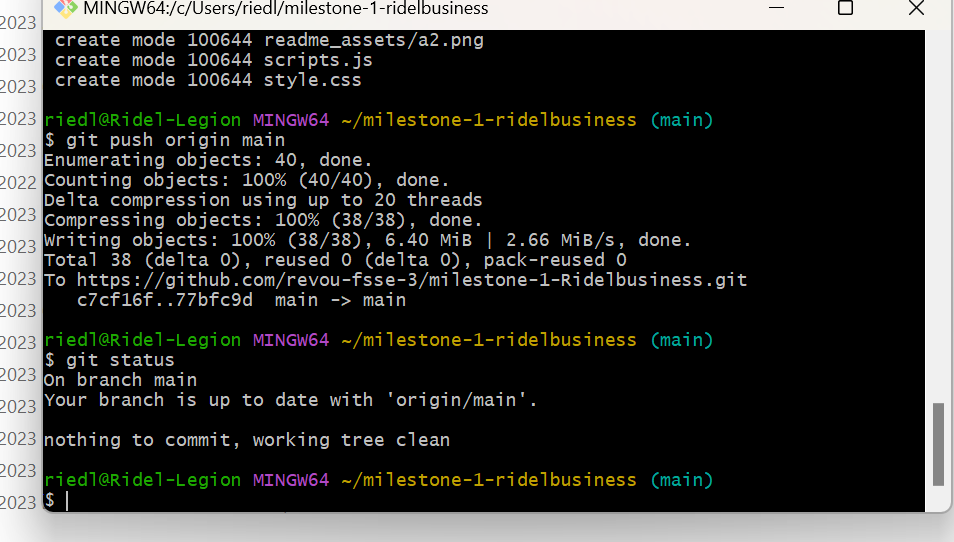 MINGW64:/c/Users/riedl/milestone-1-ridelbusiness
2023
2023
2023
2023
2023
2022
2023
2023
2023
2023
2023
2023
2023
2023
2023
2023
create mode 100644 readme_assets/a2.png
create mode 100644 scripts.js
create mode 100644 style.css
riedl@Ridel-Legion MINGW64 ~/milestone-1-ridelbusiness (main)
$ git push origin main
Enumerating objects: 40, done.
Counting objects: 100% (40/40), done.
Delta compression using up to 20 threads
Compressing objects: 100% (38/38), done.
Writing objects: 100% (38/38), 6.40 MiB | 2.66 MiB/s, done.
Total 38 (delta 0), reused 0 (delta 0), pack-reused 0
To https://github.com/revou-fsse-3/milestone-1-Ridelbusiness.git
c7cf16f..77bfc9d  main -> main
riedl@Ridel-Legion MINGW64 ~/milestone-1-ridelbusiness (main)
$ git status
On branch main
Your branch is up to date with 'origin/main'.
nothing to commit, working tree clean
riedl@Ridel-Legion MINGW64 ~/milestone-1-ridelbusiness (main)
$